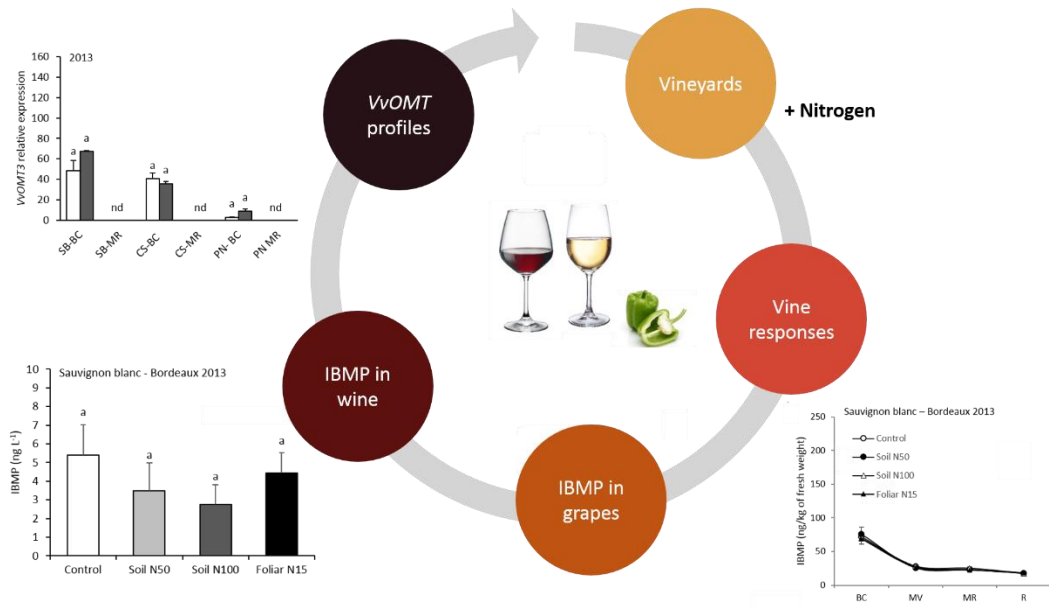 2013
VvOMT3 relative expression
160
140
120
100
80
60
40
20
0
a
a
nd
a
a
nd
a
a
nd
SB-BC
SB-MR
CS-BC
CS-MR
PN- BC
PN MR
VvOMT
profiles
Vineyards
+ Nitrogen
Vine
responses
IBMP in
grapes
IBMP in
wine
Sauvignon blanc - Bordeaux 2013
IBMP (ng L-1)
10
9
8
7
6
5
4
3
2
1
0
a
a
a
a
Control
Soil N50
Soil N100
Foliar N15
Sauvignon blanc – Bordeaux 2013
IBMP (ng/kg of fresh weight)
250
200
150
100
50
0
Control
Soil N50
Soil N100
Foliar N15
BC
MV
MR
R